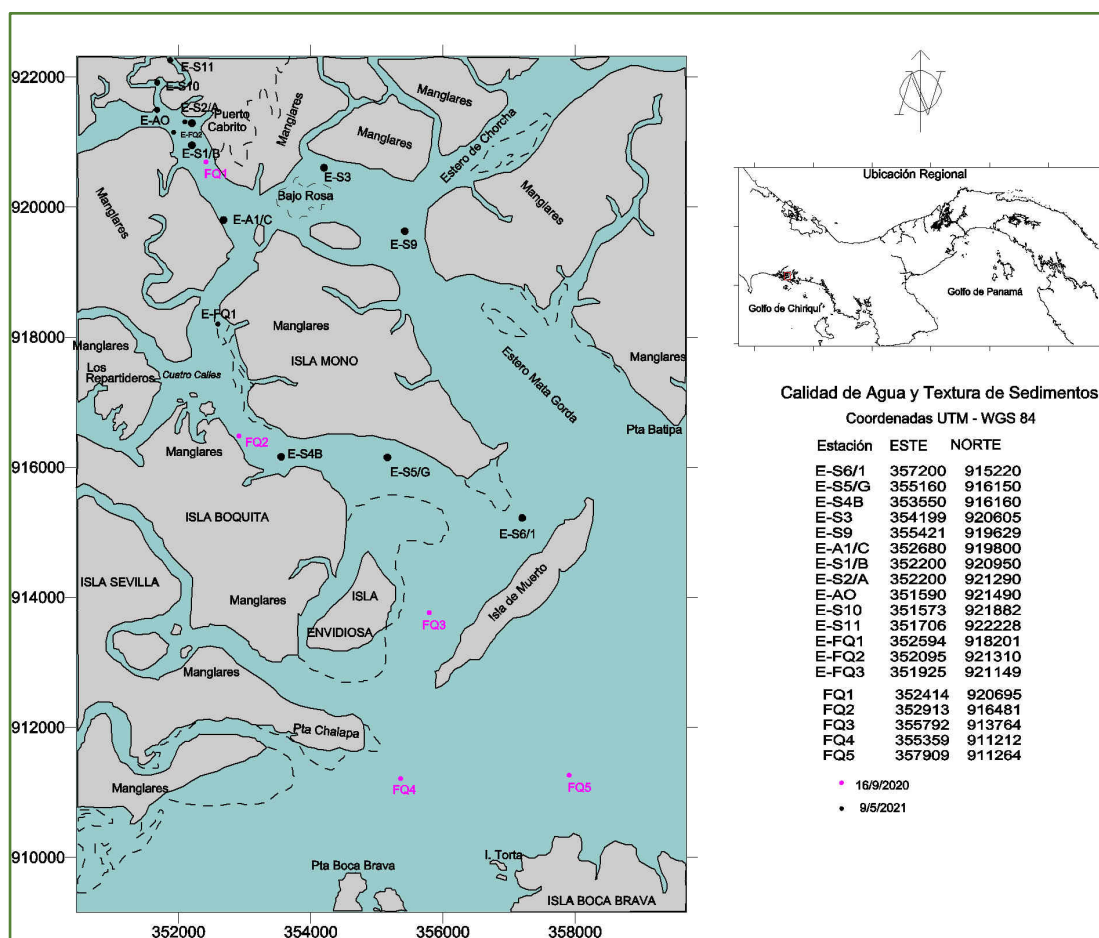 922000
920000
918000
916000
914000
912000
910000
352000
354000
356000
358000
E-S11
E-S10
E-S2/A
E-AO
Puerto
Cabrito
E-FQ2
E-S1/B
FQ1
Manglares
Manglares
Manglares
Manglares
Estero de Chorcha
E-S3
Bajo Rosa
Manglares
E-A1/C
E-S9
E-FQ1
Manglares
ISLA MONO
Manglares
Los
Repartideros
Cuatro Calles
Estero Mata Gorda
Manglares
Pta Batipa
FQ2
Manglares
E-S4B
E-S5/G
ISLA BOQUITA
E-S6/1
ISLA SEVILLA
Manglares
ISLA
ENVIDIOSA
Isla de Muerto
FQ3
Manglares
Pta Chalapa
Manglares
FQ4
FQ5
Pta Boca Brava
I. Torta
ISLA BOCA BRAVA
N
Ubicación Regional
Golfo de Panamá
Golfo de Chiriquí
Calidad de Agua y Textura de Sedimentos
Coordenadas UTM - WGS 84
Estación ESTE NORTE
E-S6/1 357200 915220
E-S5/G 355160 916150
E-S4B 353550 916160
E-S3 354199 920605
E-S9 355421 919629
E-A1/C 352680 919800
E-S1/B 352200 920950
E-S2/A 352200 921290
E-AO 351590 921490
E-S10 351573 921882
E-S11 351706 922228
E-FQ1 352594 918201
E-FQ2 352095 921310
E-FQ3 351925 921149
FQ1 352414 920695
FQ2 352913 916481
FQ3 355792 913764
FQ4 355359 911212
FQ5 357909 911264
16/9/2020
9/5/2021